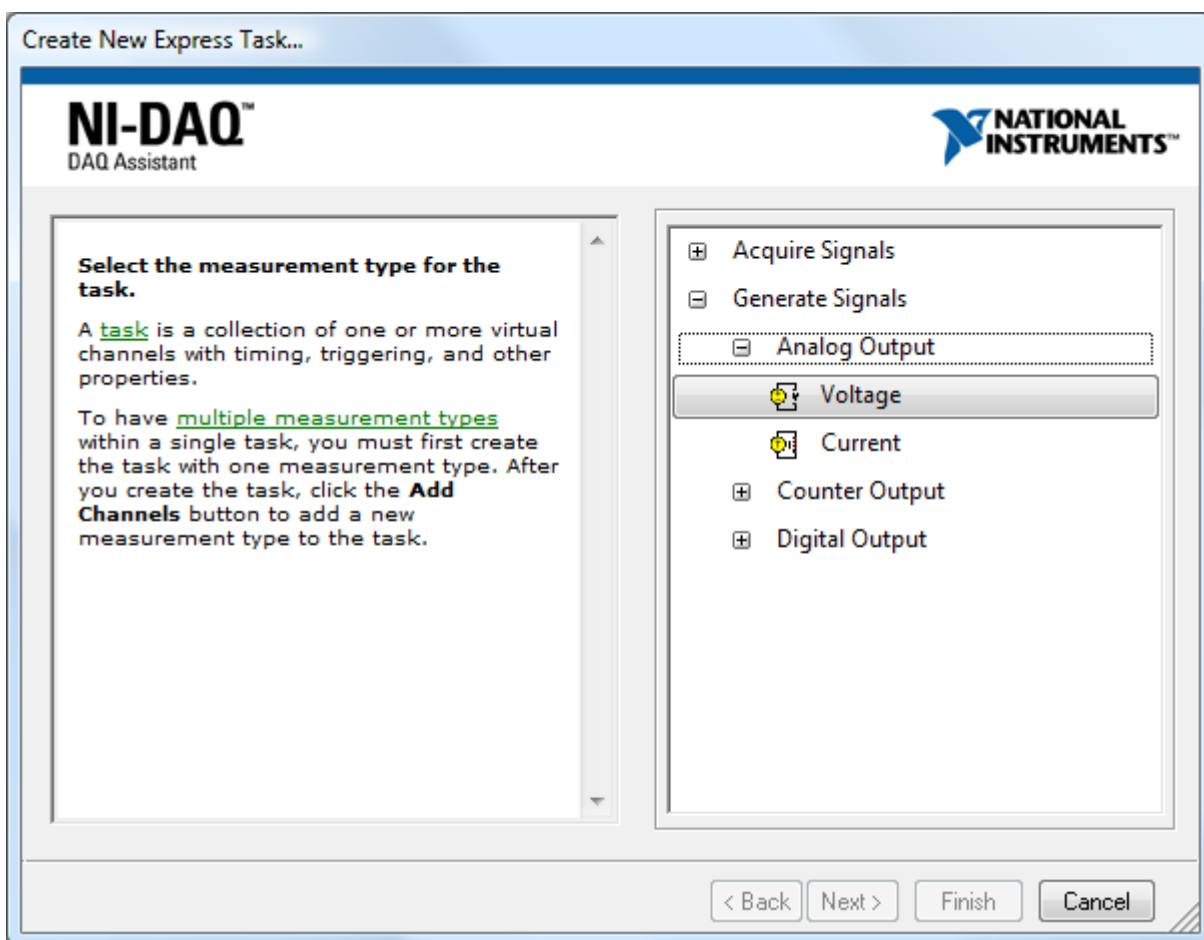 Create New Express Task...
NI-DAQ™
DAQ Assistant
NATIONAL
INSTRUMENTS™
Select the measurement type for the
task.
A task is a collection of one or more virtual
channels with timing, triggering, and other
properties.
To have multiple measurement types
within a single task, you must first create
the task with one measurement type. After
you create the task, click the Add
Channels button to add a new
measurement type to the task.
Acquire Signals
Generate Signals
Analog Output
Voltage
Current
Counter Output
Digital Output
< Back
Next >
Finish
Cancel